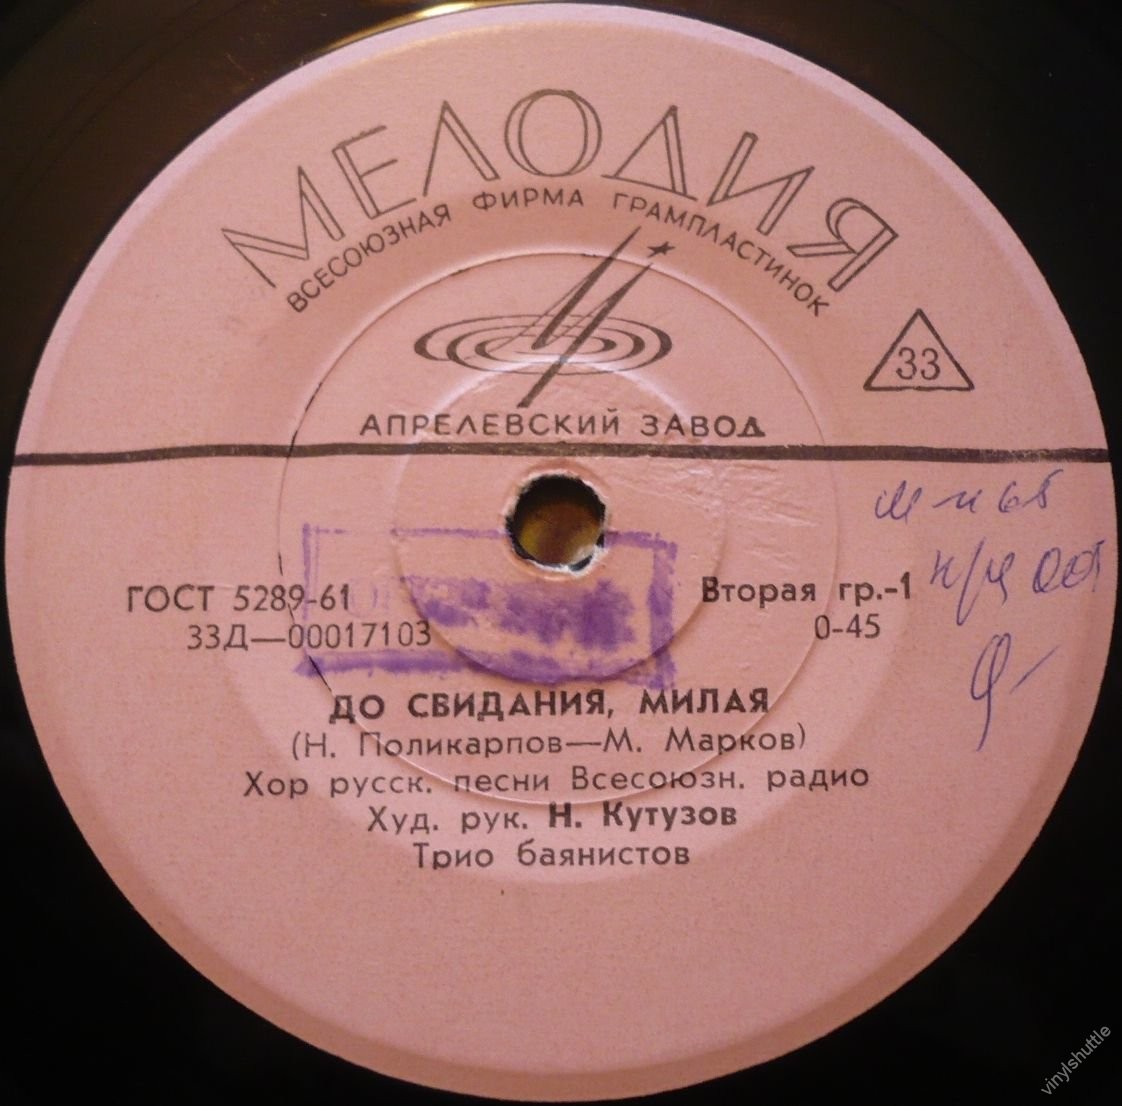 МЕЛОДИЯ
ВСЕСОЮЗНАЯ ФИРМА ГРАМПЛАСТИНОК
33
АПРЕЛЕВСКИЙ ЗАВОД
ГОСТ 5289-61
33Д—00017103
Вторая гр.-1
0-45
ДО СВИДАНИЯ, МИЛАЯ
(Н. Поликарпов—М. Марков)
Хор русск. песни Всесоюзн. радио
Худ. рук. Н. Кутузов
Трио баянистов
vinylshuttle